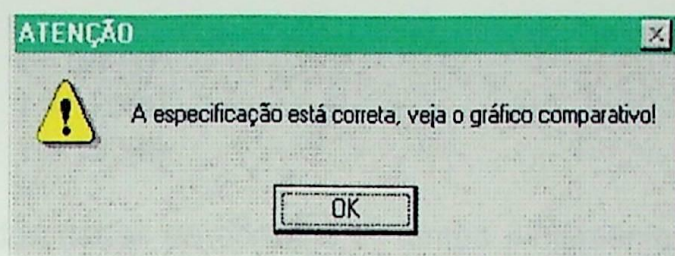 ATENÇÃO
A especificação está correta, veja o gráfico comparativo!
OK